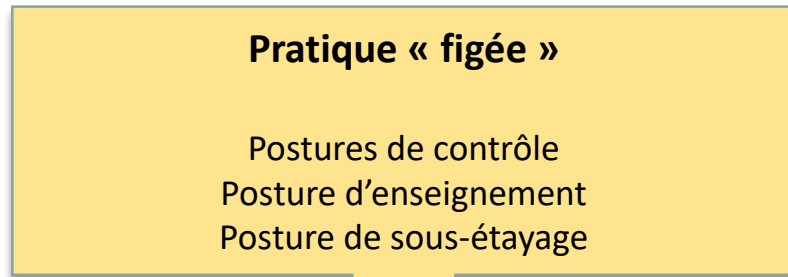 Pratique « figée »
Postures de contrôle
Posture d’enseignement
Posture de sous-étayage